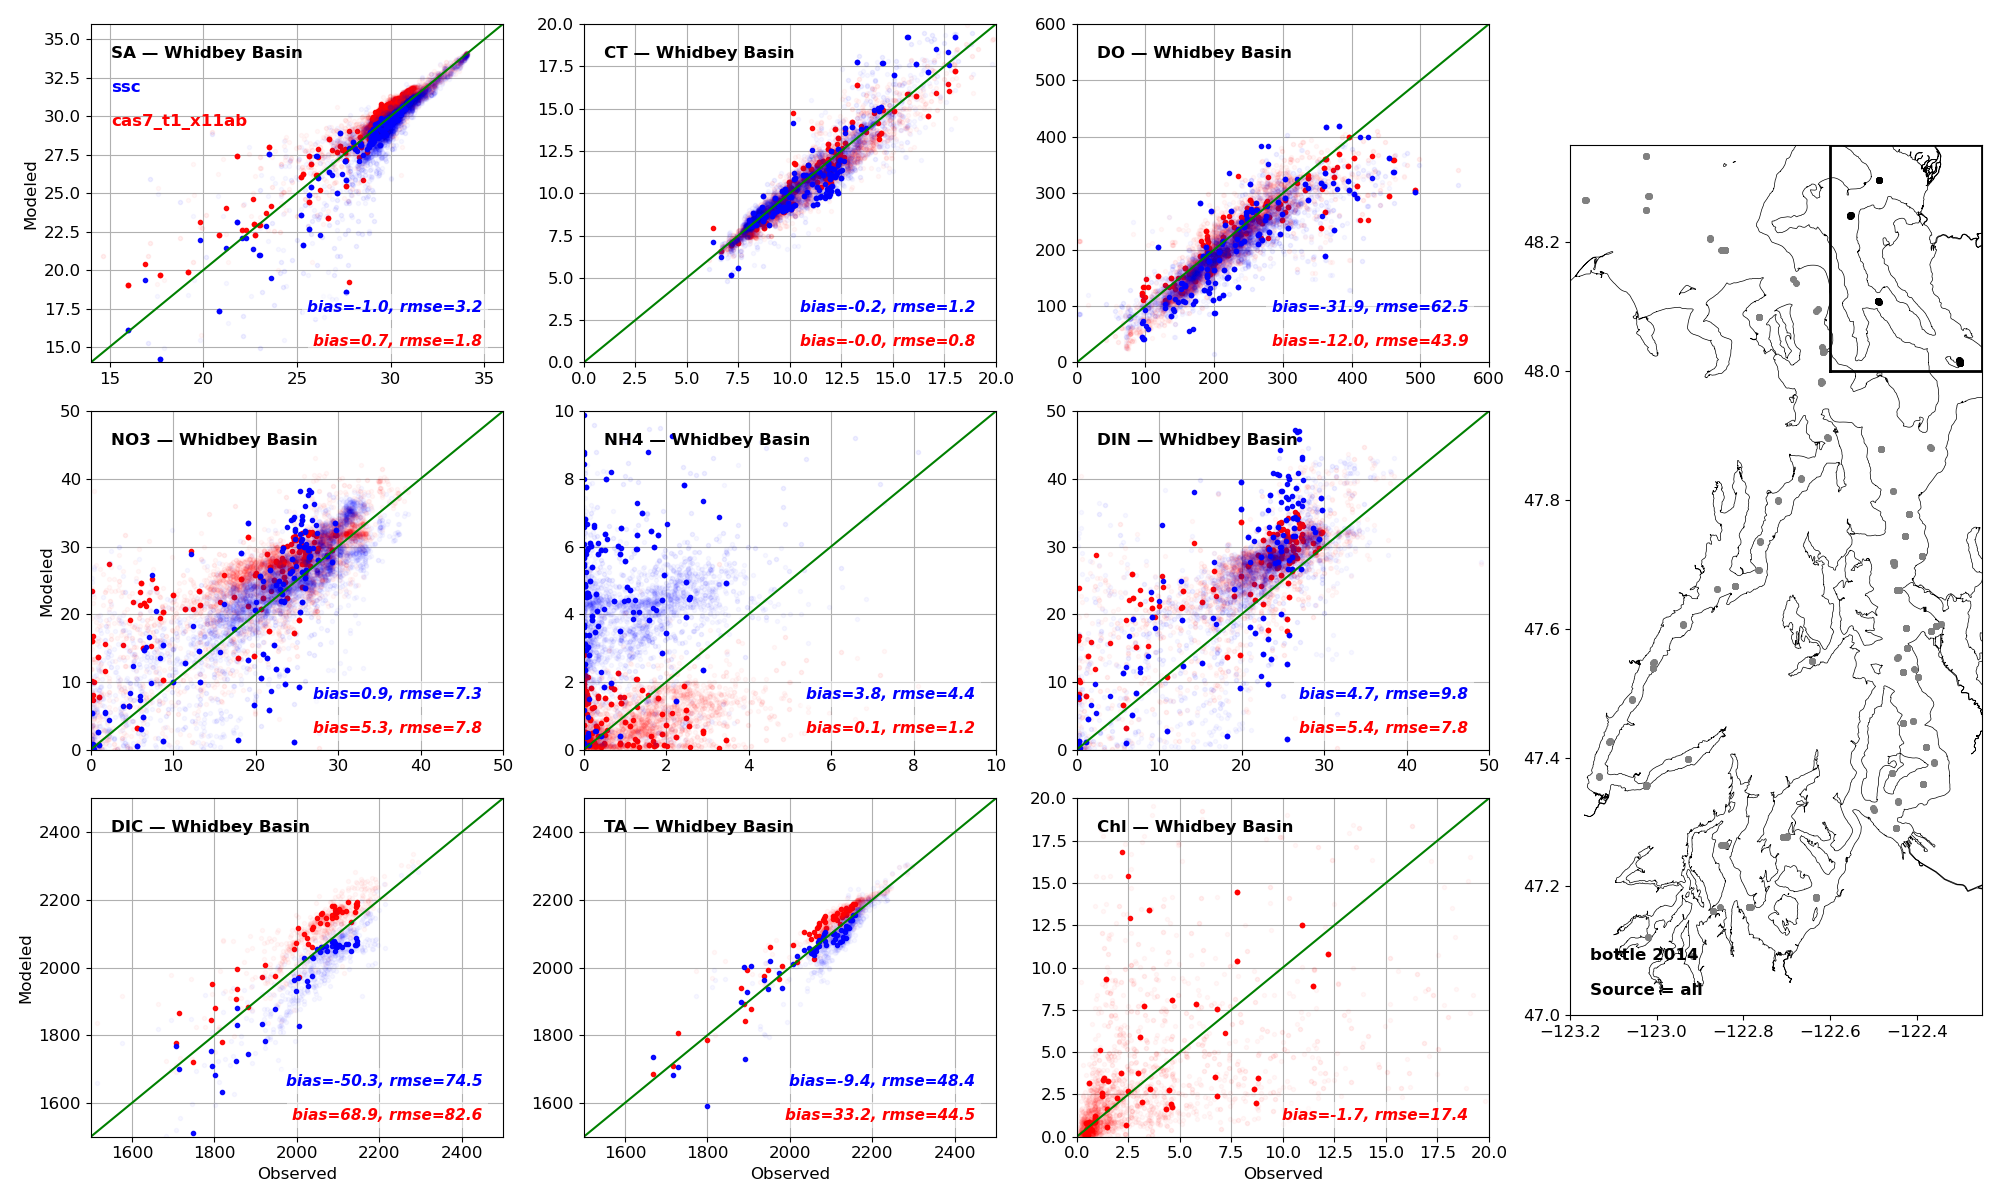 SA — Whidbey Basin
ssc
cas7_t1_x11ab
bias=-1.0, rmse=3.2
bias=0.7, rmse=1.8
Modeled
35.0
32.5
30.0
27.5
25.0
22.5
20.0
17.5
15.0
15 20 25 30 35
CT — Whidbey Basin
bias=-0.2, rmse=1.2
bias=-0.0, rmse=0.8
20.0
17.5
15.0
12.5
10.0
7.5
5.0
2.5
0.0
0.0 2.5 5.0 7.5 10.0 12.5 15.0 17.5 20.0
DO — Whidbey Basin
bias=-31.9, rmse=62.5
bias=-12.0, rmse=43.9
600
500
400
300
200
100
0
0 100 200 300 400 500 600
NO3 — Whidbey Basin
bias=0.9, rmse=7.3
bias=5.3, rmse=7.8
Modeled
50
40
30
20
10
0
0 10 20 30 40 50
NH4 — Whidbey Basin
bias=3.8, rmse=4.4
bias=0.1, rmse=1.2
10
8
6
4
2
0
0 2 4 6 8 10
DIN — Whidbey Basin
bias=4.7, rmse=9.8
bias=5.4, rmse=7.8
50
40
30
20
10
0
0 10 20 30 40 50
DIC — Whidbey Basin
bias=-50.3, rmse=74.5
bias=68.9, rmse=82.6
Modeled
2400
2200
2000
1800
1600
1600 1800 2000 2200 2400
Observed
TA — Whidbey Basin
bias=-9.4, rmse=48.4
bias=33.2, rmse=44.5
2400
2200
2000
1800
1600
1600 1800 2000 2200 2400
Observed
Chl — Whidbey Basin
bias=-1.7, rmse=17.4
20.0
17.5
15.0
12.5
10.0
7.5
5.0
2.5
0.0
0.0 2.5 5.0 7.5 10.0 12.5 15.0 17.5 20.0
Observed
48.2
48.0
47.8
47.6
47.4
47.2
47.0
bottle 2014
Source = all
−123.2 −123.0 −122.8 −122.6 −122.4